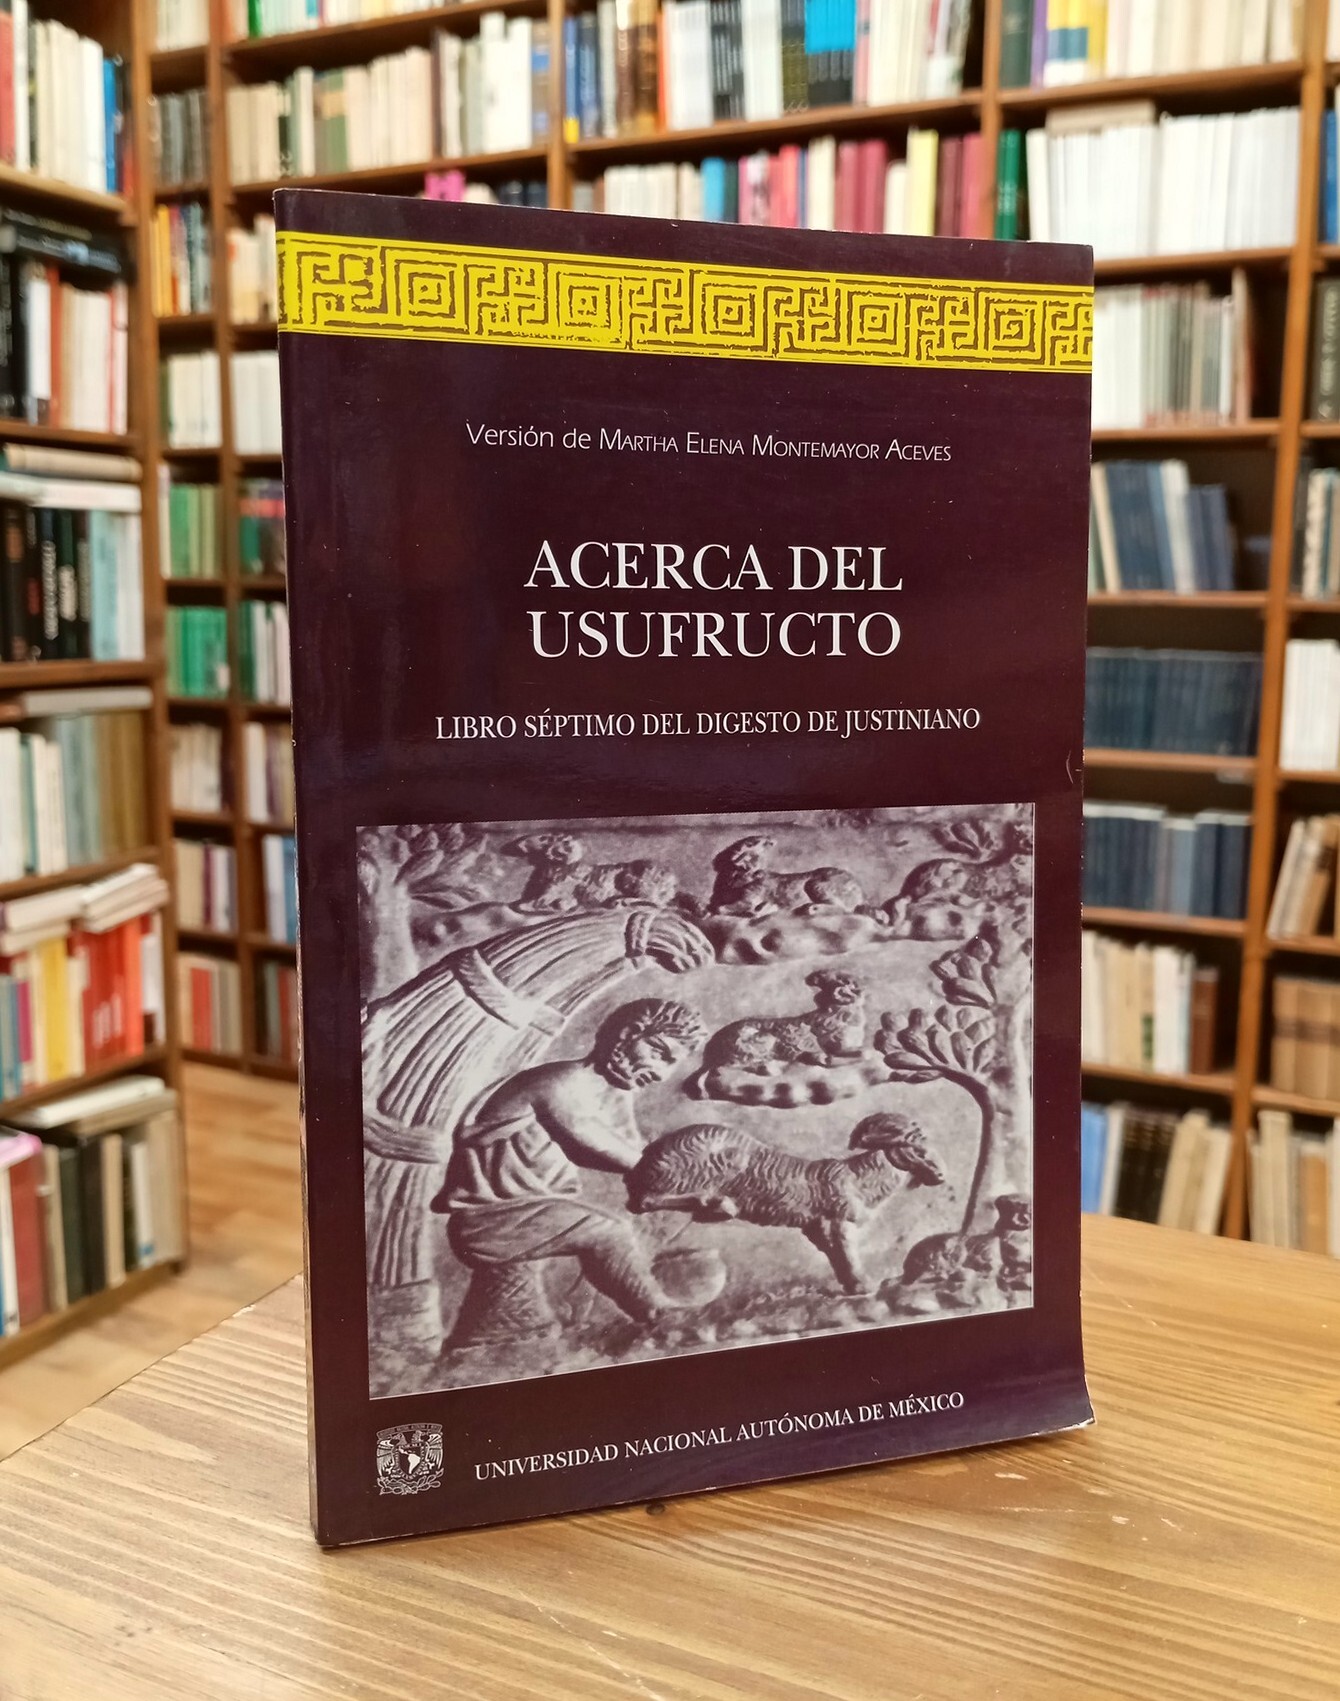 Versión de MARTHA ELENA MONTEMAYOR ACEVES
ACERCA DEL
USUFRUCTO
LIBRO SÉPTIMO DEL DIGESTO DE JUSTINIANO
UNIVERSIDAD NACIONAL AUTÓNOMA DE MÉXICO